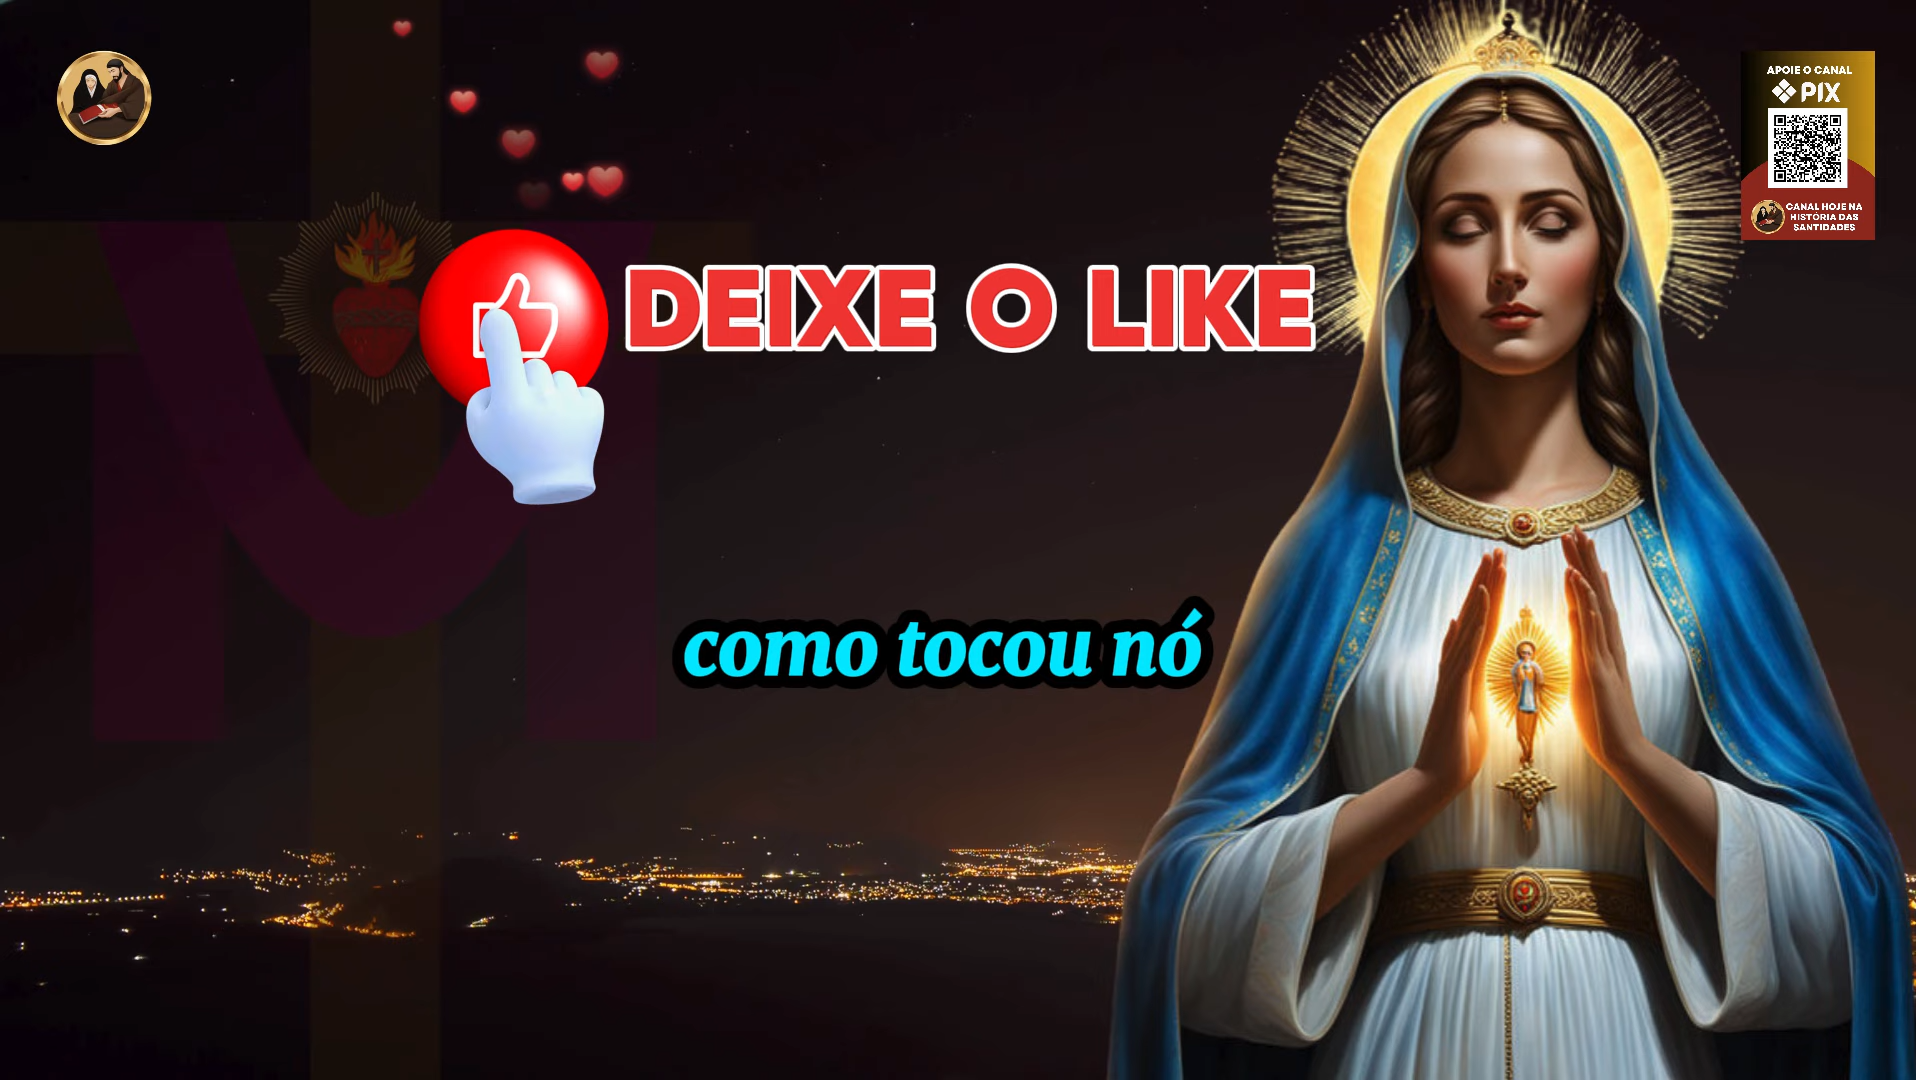 APOIE O CANAL
PIX
CANAL HOJE NA
HISTÓRIA DAS
SANTIDADES
DEIXE O LIKE
como tocou nó